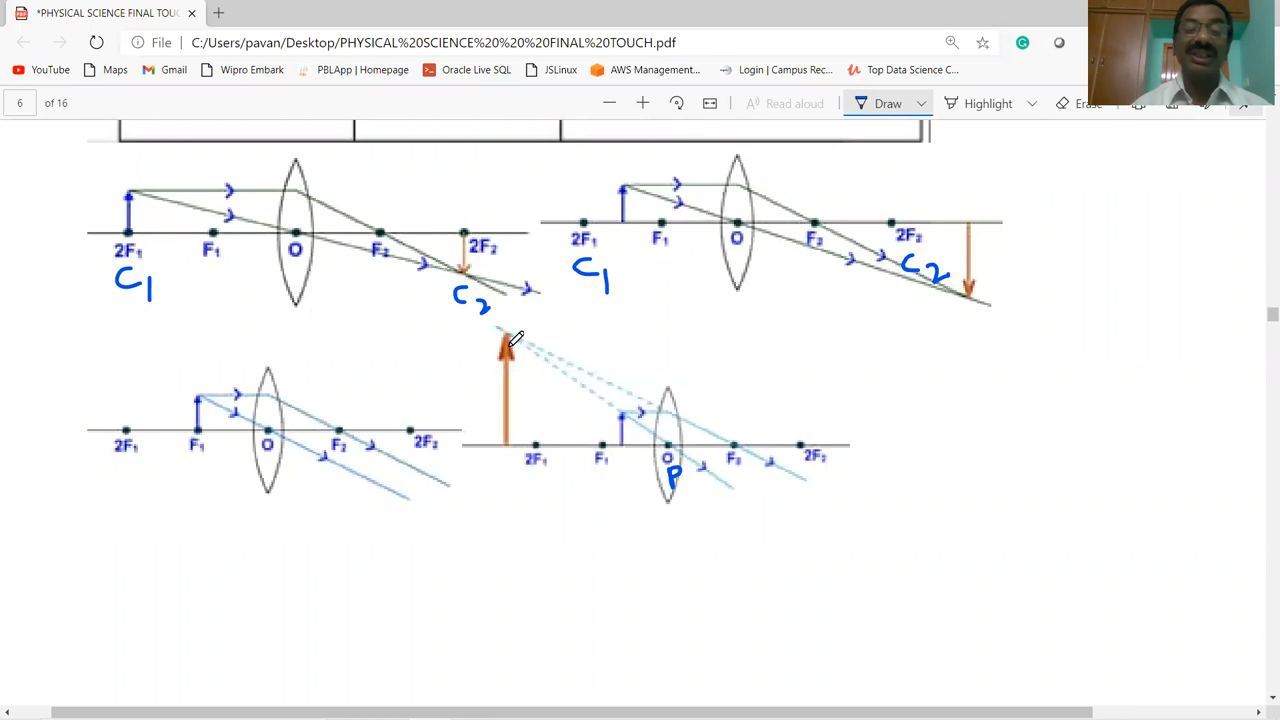 *PHYSICAL SCIENCE FINAL TOUC
File C:/Users/pavan/Desktop/PHYSICAL%20SCIENCE%20%20%20FINAL%20TOUCH.pdf
YouTube Maps Gmail Wipro Embark PBLApp | Homepage Oracle Live SQL JSLinux AWS Management... Login | Campus Rec... Top Data Science C...
6 of 16 Read aloud Draw Highlight Erase
2F₁ F₁ O F₂ 2F₂
C₁ C₂
2F₁ F₁ O F₂ 2F₂
C₁ C₂
2F₁ F₁ O F₂ 2F₂
2F₁ F₁ O F₂ 2F₂
P